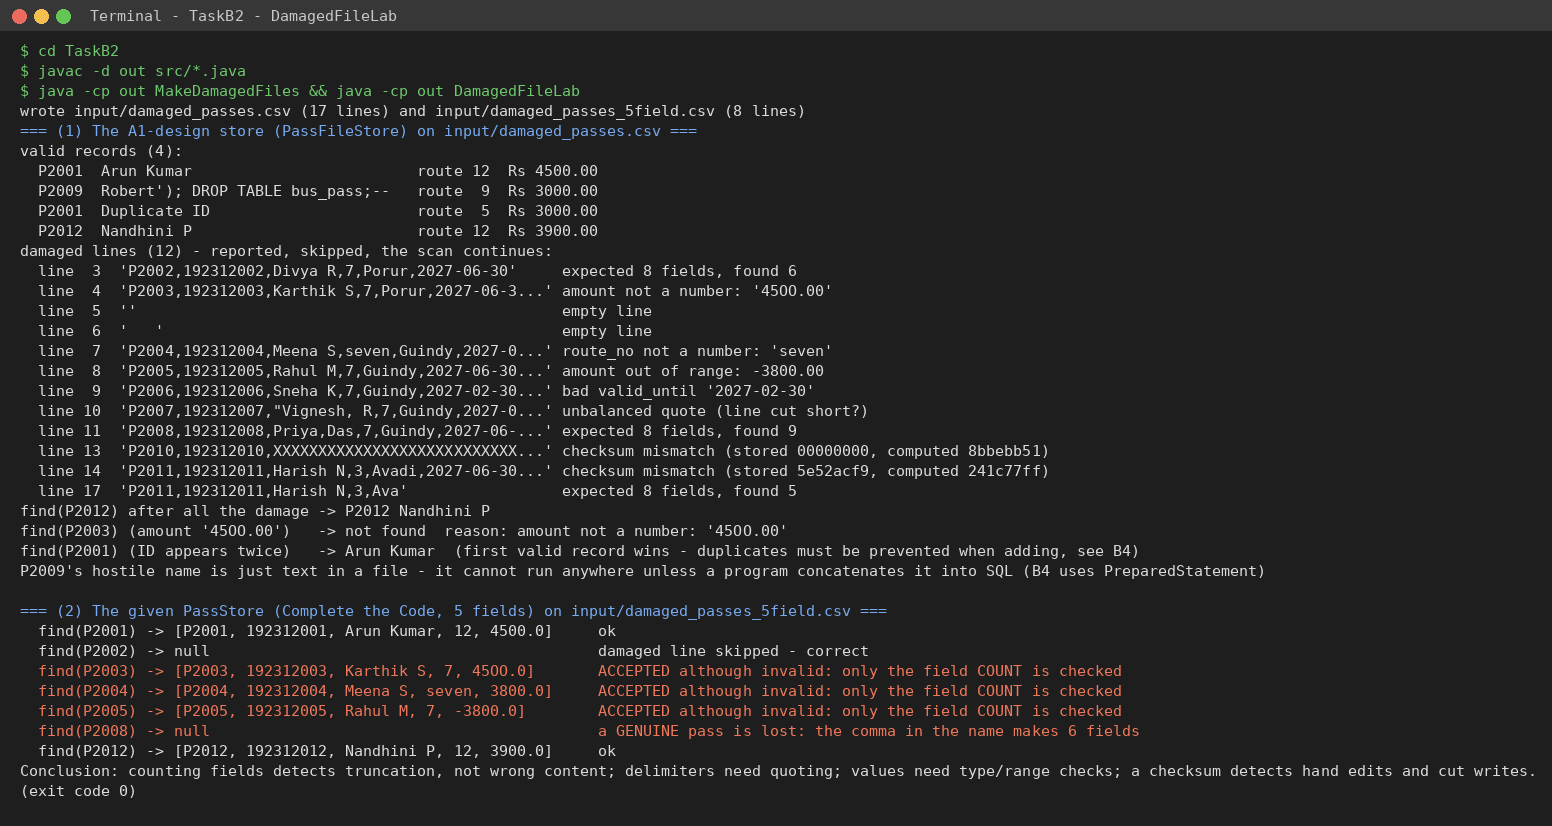 Terminal - TaskB2 - DamagedFileLab
$ cd TaskB2
$ javac -d out src/*.java
$ java -cp out MakeDamagedFiles && java -cp out DamagedFileLab
wrote input/damaged_passes.csv (17 lines) and input/damaged_passes_5field.csv (8 lines)
=== (1) The A1-design store (PassFileStore) on input/damaged_passes.csv ===
valid records (4):
  P2001  Arun Kumar                         route 12  Rs 4500.00
  P2009  Robert'); DROP TABLE bus_pass;--   route  9  Rs 3000.00
  P2001  Duplicate ID                       route  5  Rs 3000.00
  P2012  Nandhini P                         route 12  Rs 3900.00
damaged lines (12) - reported, skipped, the scan continues:
  line  3  'P2002,192312002,Divya R,7,Porur,2027-06-30'     expected 8 fields, found 6
  line  4  'P2003,192312003,Karthik S,7,Porur,2027-06-3...' amount not a number: '45OO.00'
  line  5  ''                                               empty line
  line  6  '   '                                            empty line
  line  7  'P2004,192312004,Meena S,seven,Guindy,2027-0...' route_no not a number: 'seven'
  line  8  'P2005,192312005,Rahul M,7,Guindy,2027-06-30...' amount out of range: -3800.00
  line  9  'P2006,192312006,Sneha K,7,Guindy,2027-02-30...' bad valid_until '2027-02-30'
  line 10  'P2007,192312007,"Vignesh, R,7,Guindy,2027-0...' unbalanced quote (line cut short?)
  line 11  'P2008,192312008,Priya,Das,7,Guindy,2027-06-...' expected 8 fields, found 9
  line 13  'P2010,192312010,XXXXXXXXXXXXXXXXXXXXXXXXXXX...' checksum mismatch (stored 00000000, computed 8bbebb51)
  line 14  'P2011,192312011,Harish N,3,Avadi,2027-06-30...' checksum mismatch (stored 5e52acf9, computed 241c77ff)
  line 17  'P2011,192312011,Harish N,3,Ava'                 expected 8 fields, found 5
find(P2012) after all the damage -> P2012 Nandhini P
find(P2003) (amount '45OO.00')   -> not found  reason: amount not a number: '45OO.00'
find(P2001) (ID appears twice)   -> Arun Kumar  (first valid record wins - duplicates must be prevented when adding, see B4)
P2009's hostile name is just text in a file - it cannot run anywhere unless a program concatenates it into SQL (B4 uses PreparedStatement)
=== (2) The given PassStore (Complete the Code, 5 fields) on input/damaged_passes_5field.csv ===
  find(P2001) -> [P2001, 192312001, Arun Kumar, 12, 4500.0]     ok
  find(P2002) -> null                                           damaged line skipped - correct
  find(P2003) -> [P2003, 192312003, Karthik S, 7, 45OO.0]       ACCEPTED although invalid: only the field COUNT is checked
  find(P2004) -> [P2004, 192312004, Meena S, seven, 3800.0]     ACCEPTED although invalid: only the field COUNT is checked
  find(P2005) -> [P2005, 192312005, Rahul M, 7, -3800.0]        ACCEPTED although invalid: only the field COUNT is checked
  find(P2008) -> null                                           a GENUINE pass is lost: the comma in the name makes 6 fields
  find(P2012) -> [P2012, 192312012, Nandhini P, 12, 3900.0]     ok
Conclusion: counting fields detects truncation, not wrong content; delimiters need quoting; values need type/range checks; a checksum detects hand edits and cut writes.
(exit code 0)